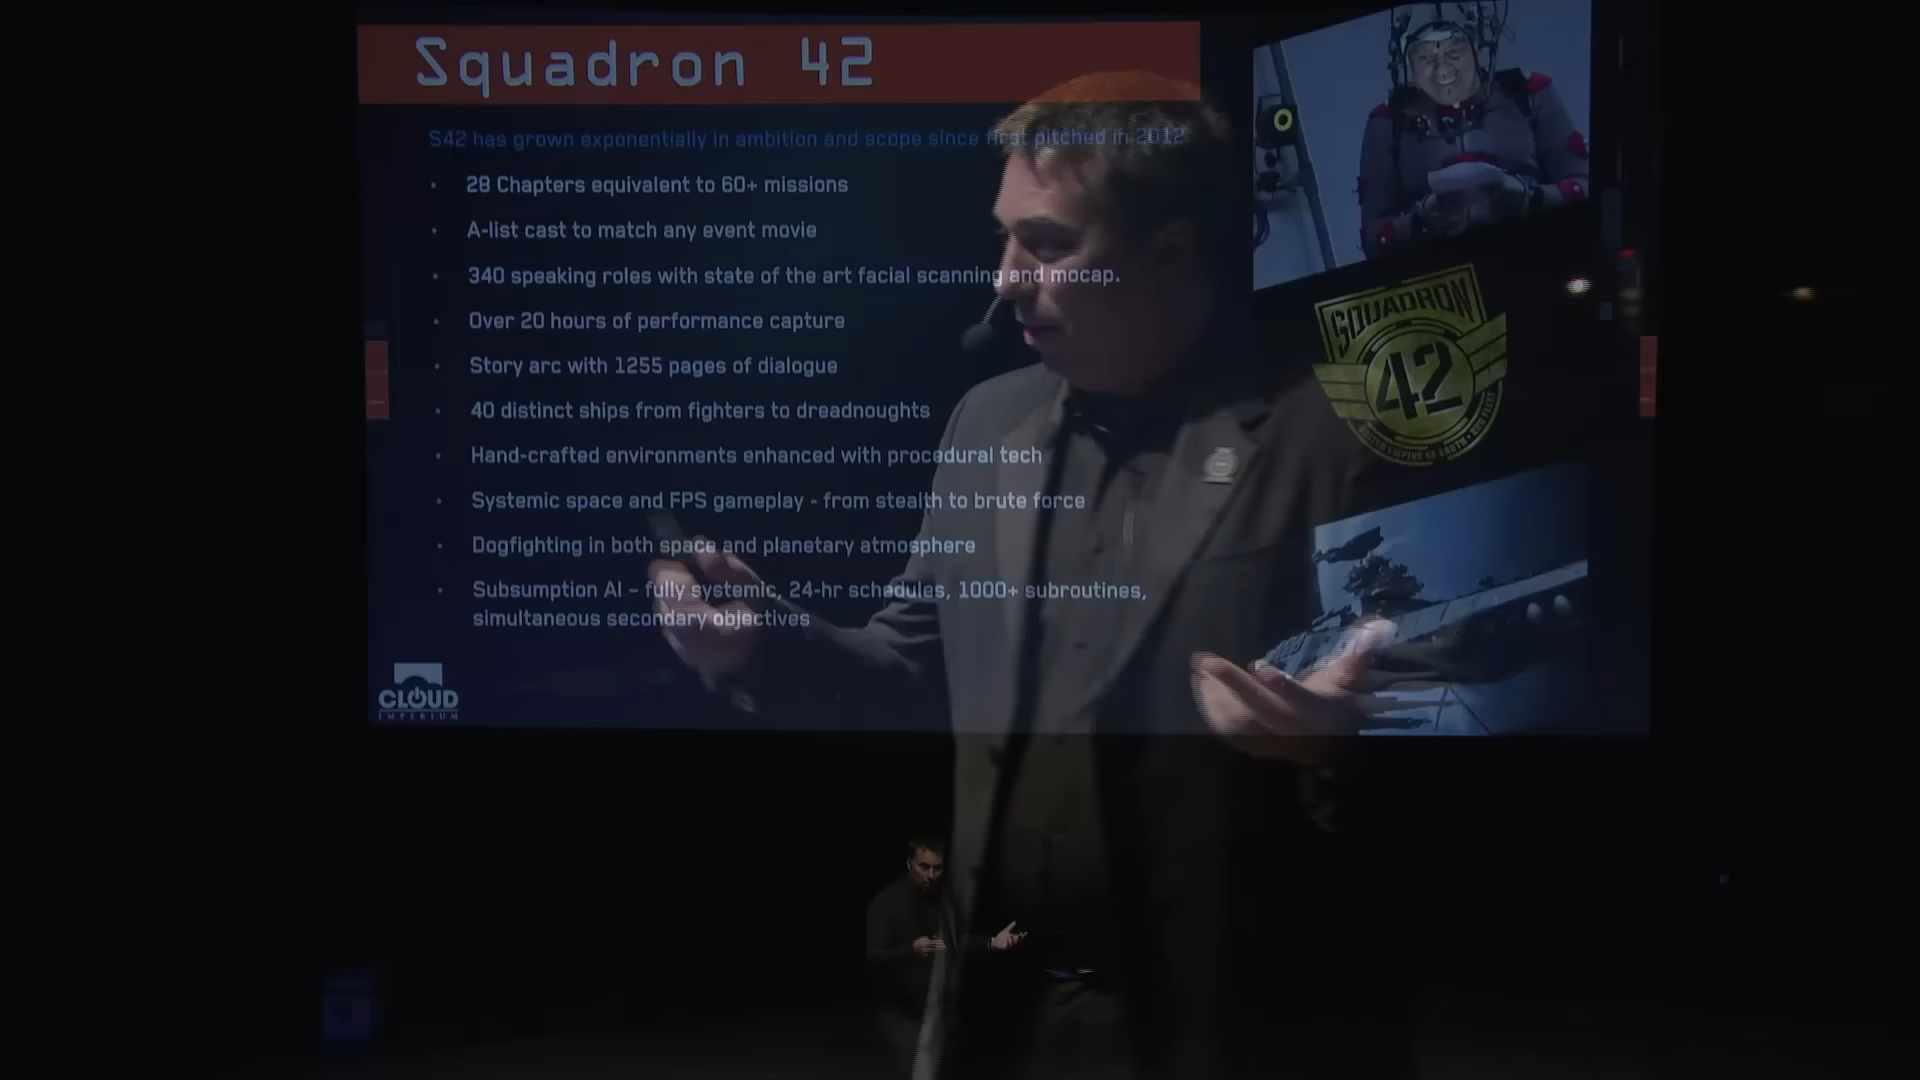 Squadron 42
S42 has grown exponentially in ambition and scope since first pitched in 2012
• 28 Chapters equivalent to 60+ missions
• A-list cast to match any event movie
• 340 speaking roles with state of the art facial scanning and mocap.
• Over 20 hours of performance capture
• Story arc with 1255 pages of dialogue
• 40 distinct ships from fighters to dreadnoughts
• Hand-crafted environments enhanced with procedural tech
• Systemic space and FPS gameplay - from stealth to brute force
• Dogfighting in both space and planetary atmosphere
• Subsumption AI – fully systemic, 24-hr schedules, 1000+ subroutines,
simultaneous secondary objectives
SQUADRON
42
UNITED EMPIRE OF EARTH
CLOUD
IMPERIUM